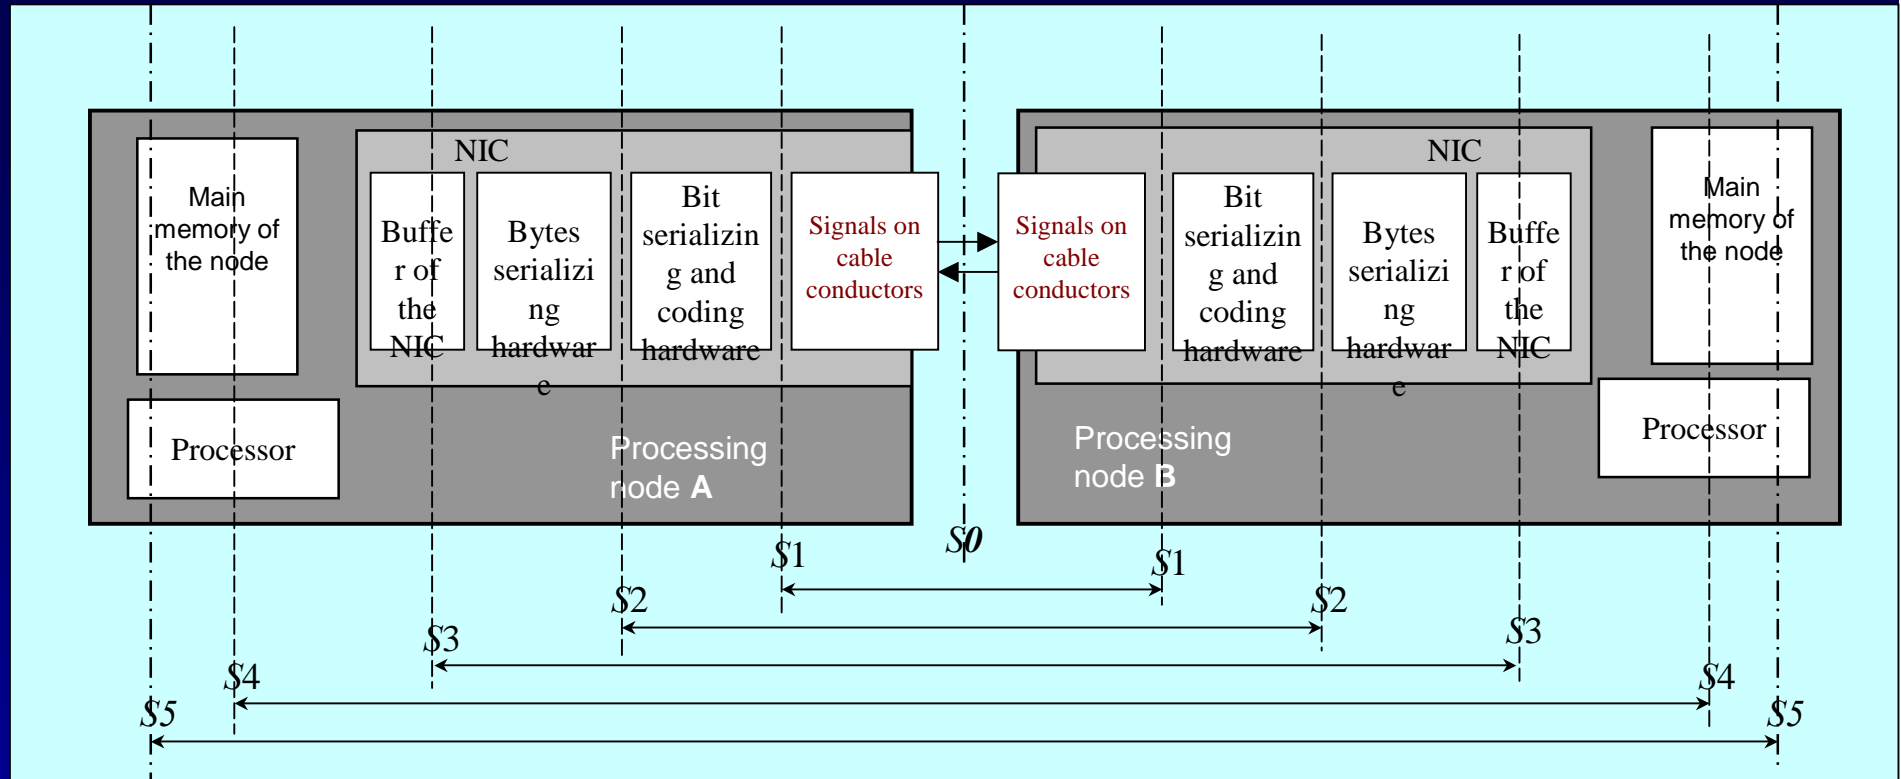 NIC
Main
memory of
the node
Buffe
r of
the
NIC
Bytes
serializi
ng
hardwar
e
Bit
serializin
g and
coding
hardware
Signals on
cable
conductors
Processor
Processing
node A
NIC
Signals on
cable
conductors
Bit
serializin
g and
coding
hardware
Bytes
serializi
ng
hardwar
e
Buffe
r of
the
NIC
Main
memory of
the node
Processor
Processing
node B
S0
S1
S1
S2
S2
S3
S3
S4
S4
S5
S5